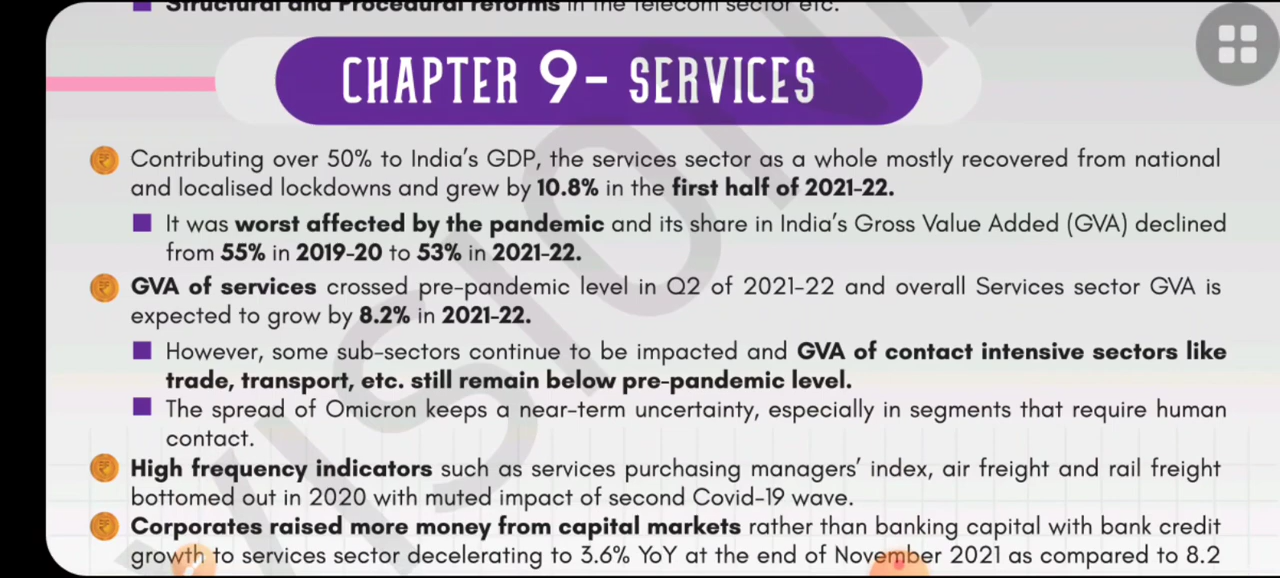 Structural and Procedural reforms in the telecom sector etc.
CHAPTER 9- SERVICES
Contributing over 50% to India's GDP, the services sector as a whole mostly recovered from national
and localised lockdowns and grew by 10.8% in the first half of 2021-22.
It was worst affected by the pandemic and its share in India's Gross Value Added (GVA) declined
from 55% in 2019-20 to 53% in 2021-22.
GVA of services crossed pre-pandemic level in Q2 of 2021-22 and overall Services sector GVA is
expected to grow by 8.2% in 2021-22.
However, some sub-sectors continue to be impacted and GVA of contact intensive sectors like
trade, transport, etc. still remain below pre-pandemic level.
The spread of Omicron keeps a near-term uncertainty, especially in segments that require human
contact.
High frequency indicators such as services purchasing managers' index, air freight and rail freight
bottomed out in 2020 with muted impact of second Covid-19 wave.
Corporates raised more money from capital markets rather than banking capital with bank credit
growth to services sector decelerating to 3.6% YoY at the end of November 2021 as compared to 8.2